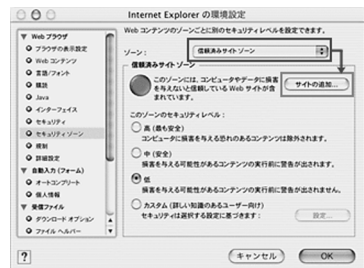 Internet Explorer の環境設定
▼ Web ブラウザ
ブラウザの表示設定
Web コンテンツ
言語/フォント
購読
Java
インターフェイス
セキュリティ
セキュリティゾーン
規制
詳細設定
▼ 自動入力 (フォーム)
オートコンプリート
個人情報
▼ 受信ファイル
ダウンロード オプション
ファイル ヘルパー
Web コンテンツのゾーンごとに別のセキュリティレベルを設定できます。
ゾーン :
信頼済みサイト ゾーン
信頼済みサイト ゾーン
このゾーンには、コンピュータやデータに損害
を与えないと信頼している Web サイトが含
まれています。
サイトの追加...
このゾーンのセキュリティレベル :
高 (最も安全)
コンピュータに損害を与える恐れのあるコンテンツは除外されます。
中 (安全)
損害を与える可能性があるコンテンツの実行前に警告が出されます。
低
損害を与える可能性があるコンテンツの実行前に警告が出されません。
カスタム (詳しい知識のあるユーザー向け)
セキュリティは選択する設定に基づきます :
設定...
?
キャンセル
OK